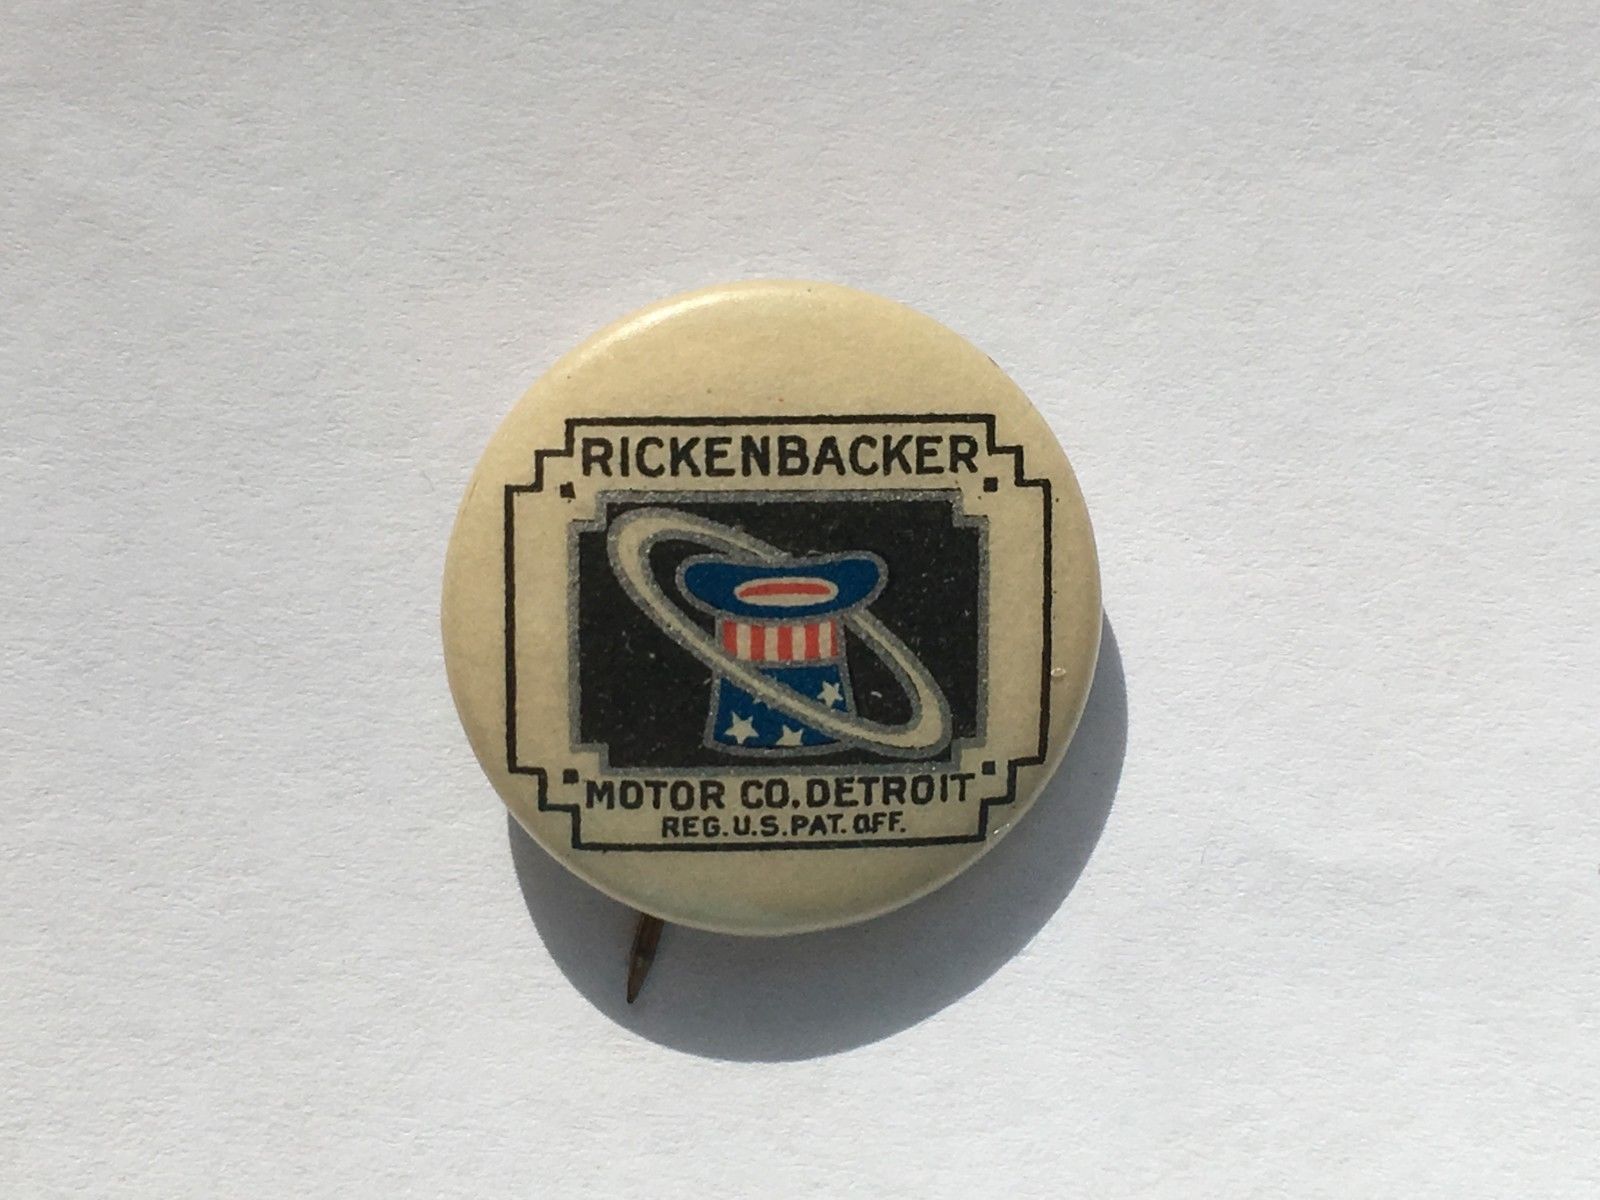 RICKENBACKER
MOTOR CO. DETROIT
REG. U.S. PAT. OFF.